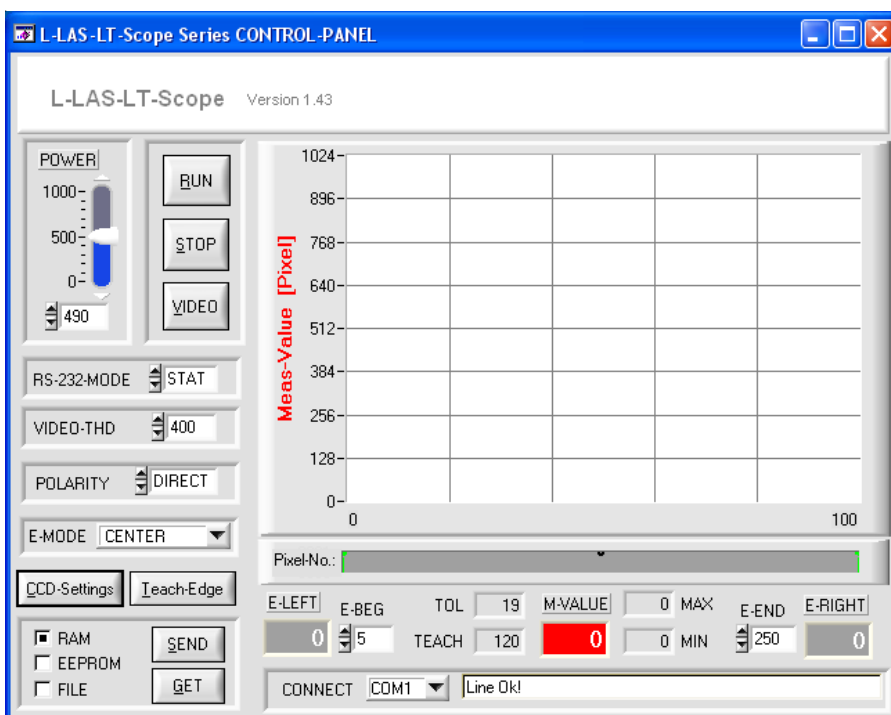 L-LAS-LT-Scope Series CONTROL-PANEL
L-LAS-LT-Scope Version 1.43
POWER
1000
500
0
490
RUN
STOP
VIDEO
RS-232-MODE STAT
VIDEO-THD 400
POLARITY DIRECT
E-MODE CENTER
CCD-Settings Teach-Edge
RAM
EEPROM
FILE
SEND
GET
Meas-Value [Pixel]
1024
896
768
640
512
384
256
128
0
0 100
Pixel-No.:
E-LEFT E-BEG TOL 19 M-VALUE 0 MAX E-END E-RIGHT
0 5 TEACH 120 0 0 MIN 250 0
CONNECT COM1 Line Ok!